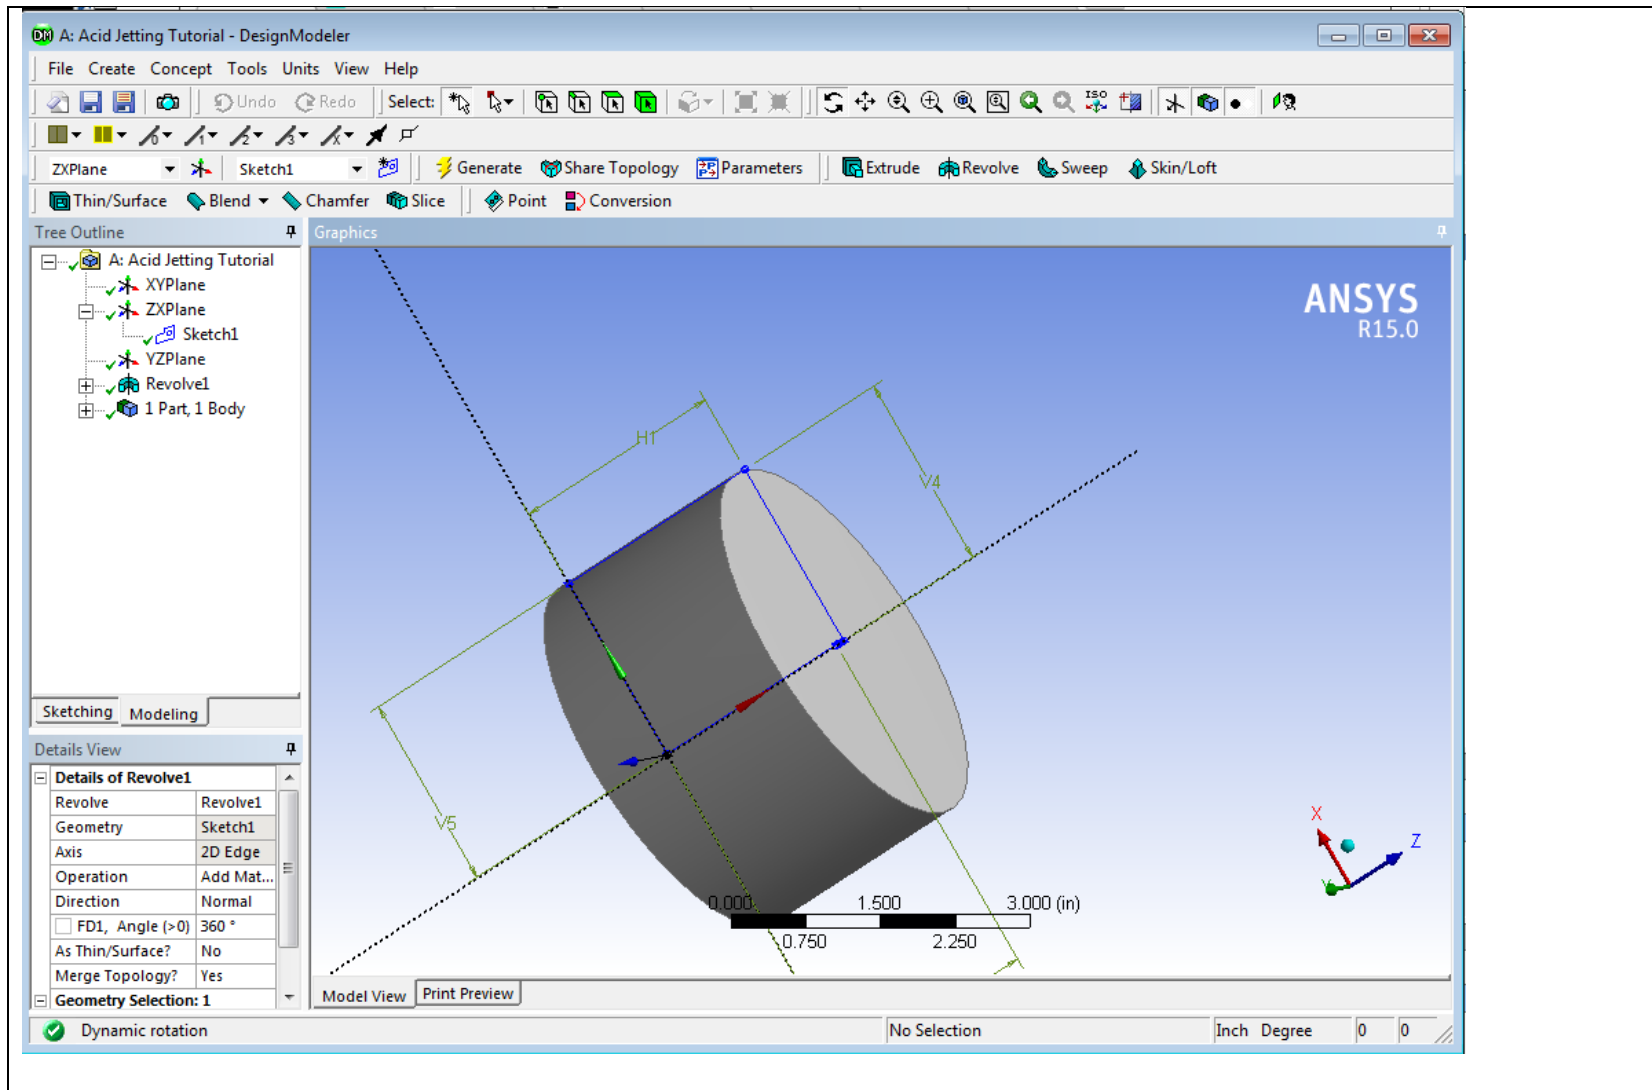 A: Acid Jetting Tutorial - DesignModeler
File Create Concept Tools Units View Help
Undo Redo Select: ISO
ZXPlane Sketch1 Generate Share Topology Parameters Extrude Revolve Sweep Skin/Loft
Thin/Surface Blend Chamfer Slice Point Conversion
Tree Outline
A: Acid Jetting Tutorial
XYPlane
ZXPlane
Sketch1
YZPlane
Revolve1
1 Part, 1 Body
Sketching Modeling
Details View
Details of Revolve1
Revolve Revolve1
Geometry Sketch1
Axis 2D Edge
Operation Add Mat...
Direction Normal
FD1, Angle (>0) 360 °
As Thin/Surface? No
Merge Topology? Yes
Geometry Selection: 1
Graphics
ANSYS
R15.0
H1
V4
V5
X
Z
Y
0.000 1.500 3.000 (in)
0.750 2.250
Model View Print Preview
Dynamic rotation No Selection Inch Degree 0 0